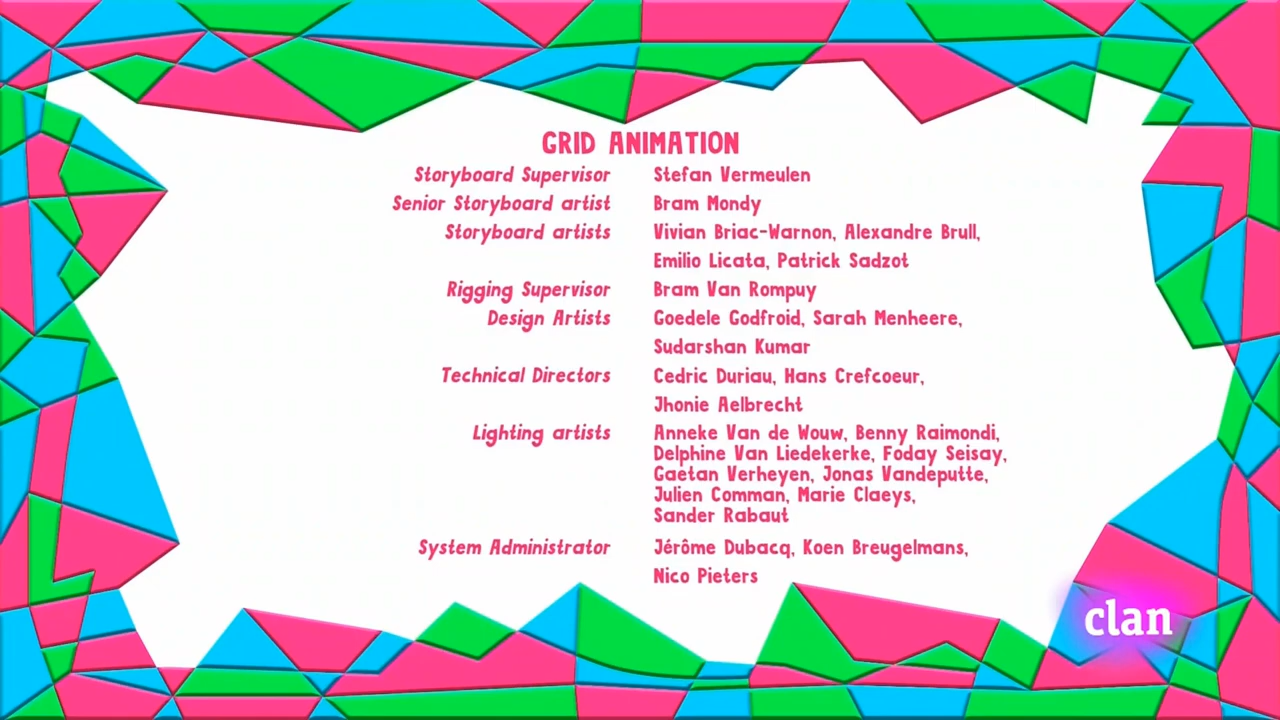 GRID ANIMATION
Storyboard Supervisor Stefan Vermeulen
Senior Storyboard artist Bram Mondy
Storyboard artists Vivian Briac-Warnon, Alexandre Brull,
Emilio Licata, Patrick Sadzot
Rigging Supervisor Bram Van Rompuy
Design Artists Goedele Godfroid, Sarah Menheere,
Sudarshan Kumar
Technical Directors Cedric Duriau, Hans Crefcoeur,
Jhonie Aelbrecht
Lighting artists Anneke Van de Wouw, Benny Raimondi,
Delphine Van Liedekerke, Foday Seisay,
Gaetan Verheyen, Jonas Vandeputte,
Julien Comman, Marie Claeys,
Sander Rabaut
System Administrator Jérôme Dubacq, Koen Breugelmans,
Nico Pieters
clan